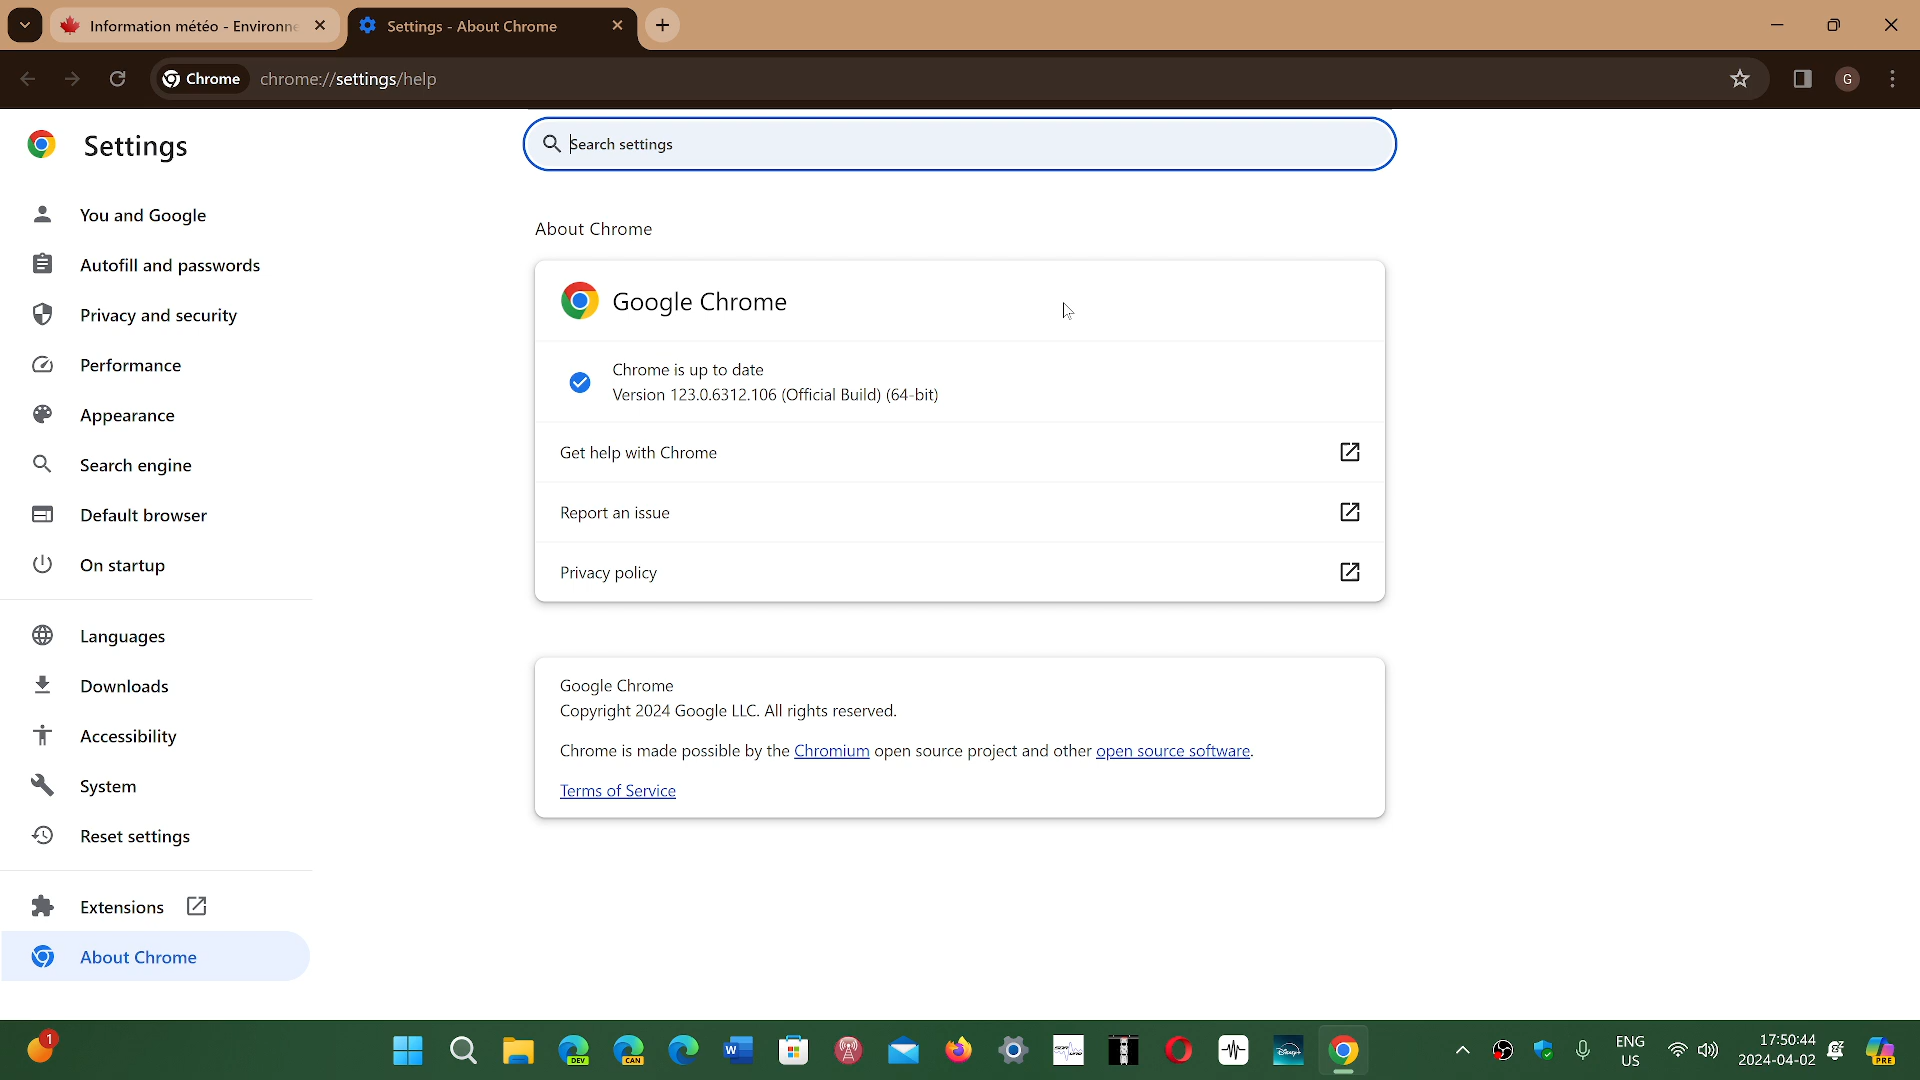 Information météo - Environne
Settings - About Chrome
Chrome
chrome://settings/help
G
Settings
Search settings
You and Google
Autofill and passwords
Privacy and security
Performance
Appearance
Search engine
Default browser
On startup
Languages
Downloads
Accessibility
System
Reset settings
Extensions
About Chrome
About Chrome
Google Chrome
Chrome is up to date
Version 123.0.6312.106 (Official Build) (64-bit)
Get help with Chrome
Report an issue
Privacy policy
Google Chrome
Copyright 2024 Google LLC. All rights reserved.
Chrome is made possible by the Chromium open source project and other open source software.
Terms of Service
1
DEV
CAN
W
Disney+
ENG
US
17:50:44
2024-04-02
PRE